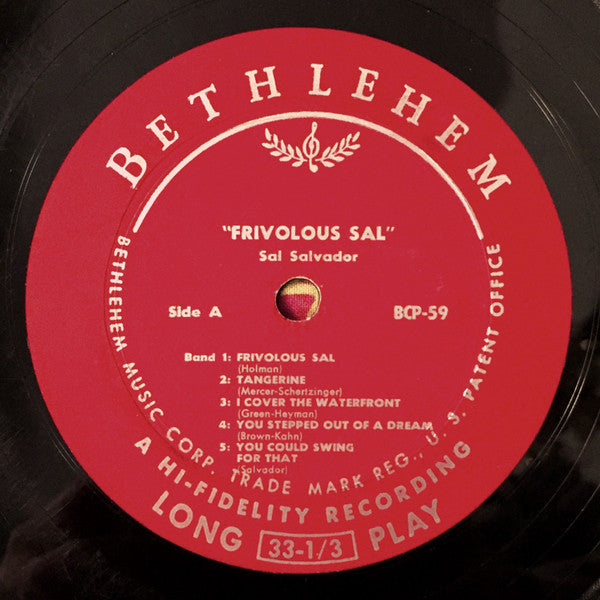 BETHLEHEM
"FRIVOLOUS SAL"
Sal Salvador
Side A
BCP-59
Band 1: FRIVOLOUS SAL
(Holman)
2: TANGERINE
(Mercer-Schertzinger)
3: I COVER THE WATERFRONT
(Green-Heyman)
4: YOU STEPPED OUT OF A DREAM
(Brown-Kahn)
5: YOU COULD SWING
FOR THAT
(Salvador)
BETHLEHEM MUSIC CORP. TRADE MARK REG., U. S. PATENT OFFICE
A HI-FIDELITY RECORDING
LONG 33-1/3 PLAY